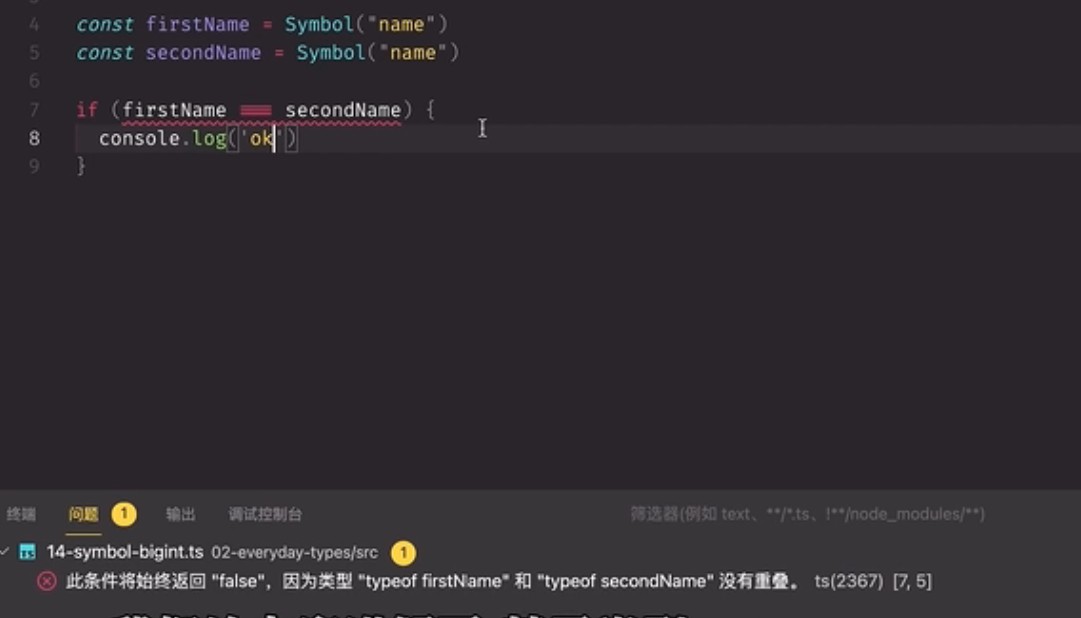 4 const firstName = Symbol("name")
5 const secondName = Symbol("name")
6
7 if (firstName === secondName) {
8 console.log('ok')
9 }
终端 问题 1 输出 调试控制台 筛选器(例如 text、**/*.ts、!**/node_modules/**)
14-symbol-bigint.ts 02-everyday-types/src 1
此条件将始终返回 "false"，因为类型 "typeof firstName" 和 "typeof secondName" 没有重叠。 ts(2367) [7, 5]